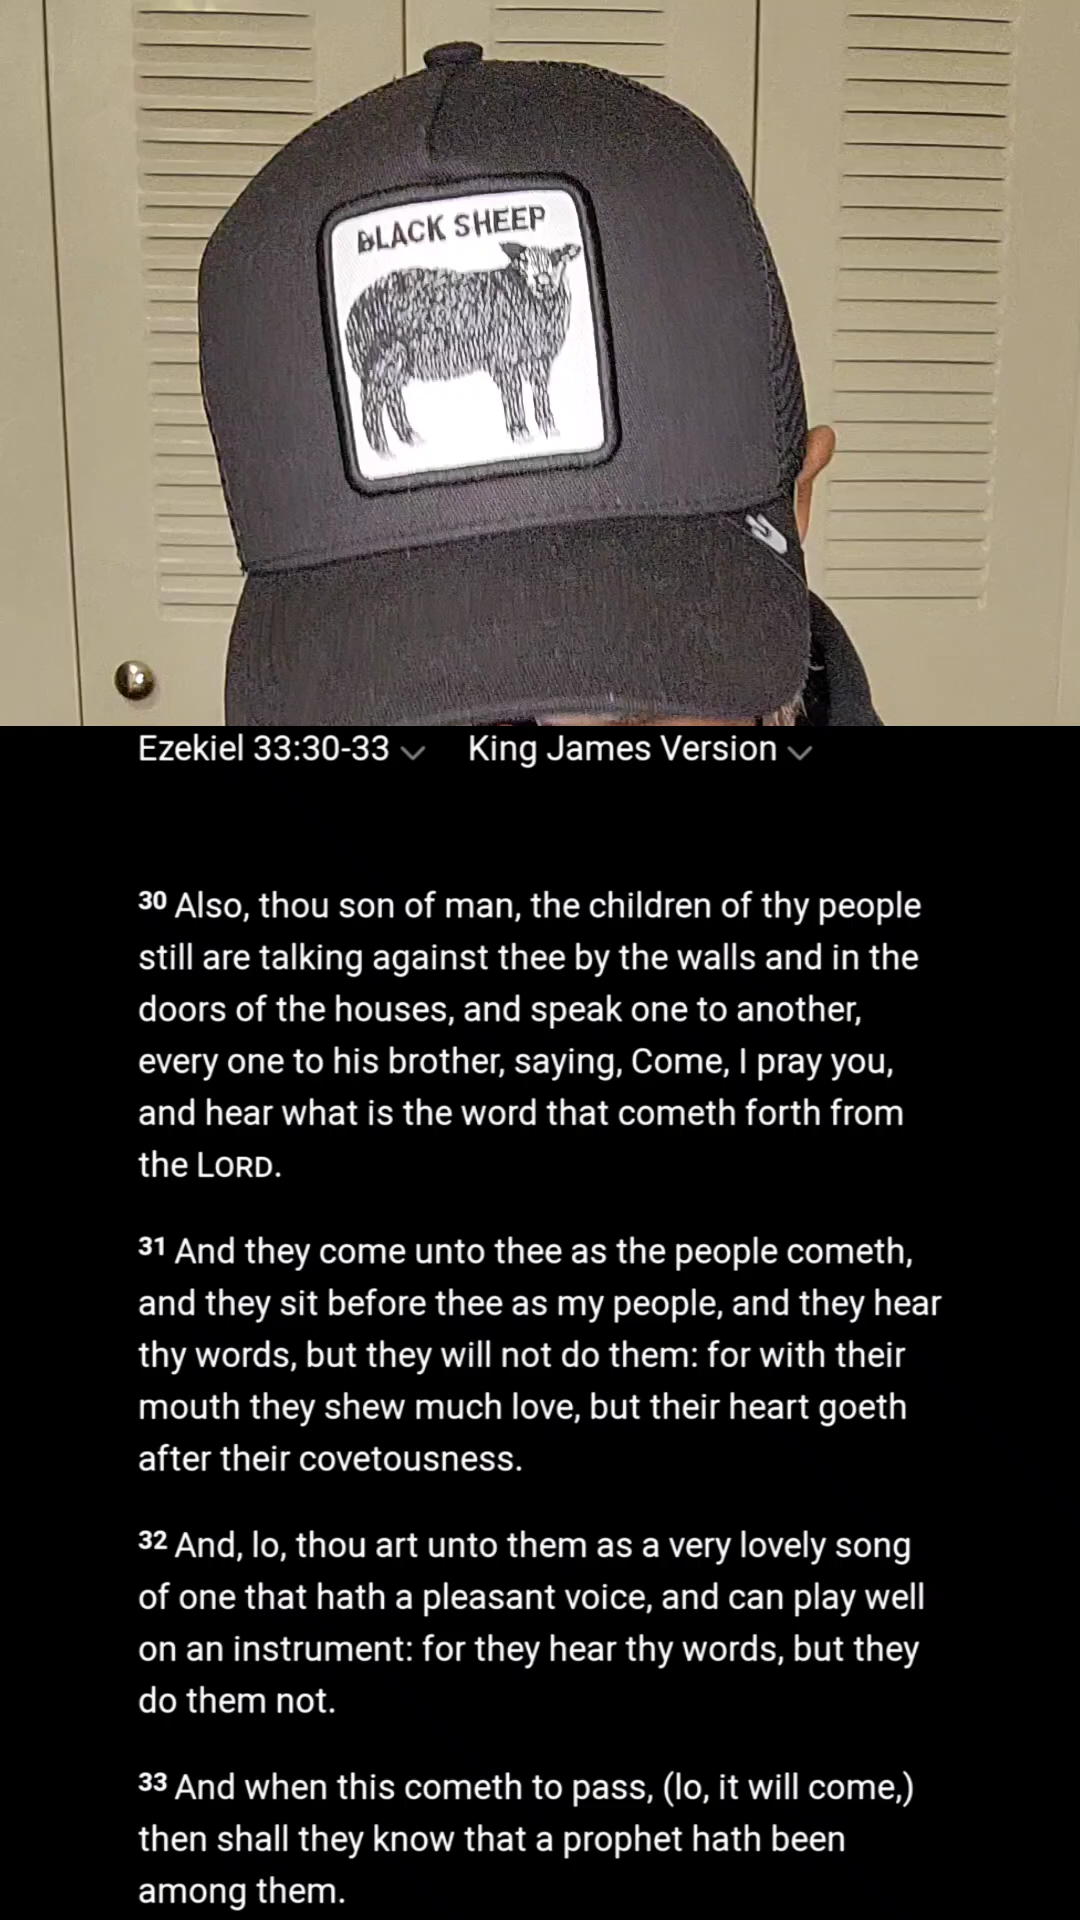 BLACK SHEEP
Ezekiel 33:30-33 King James Version
30 Also, thou son of man, the children of thy people
still are talking against thee by the walls and in the
doors of the houses, and speak one to another,
every one to his brother, saying, Come, I pray you,
and hear what is the word that cometh forth from
the LORD.
31 And they come unto thee as the people cometh,
and they sit before thee as my people, and they hear
thy words, but they will not do them: for with their
mouth they shew much love, but their heart goeth
after their covetousness.
32 And, lo, thou art unto them as a very lovely song
of one that hath a pleasant voice, and can play well
on an instrument: for they hear thy words, but they
do them not.
33 And when this cometh to pass, (lo, it will come,)
then shall they know that a prophet hath been
among them.